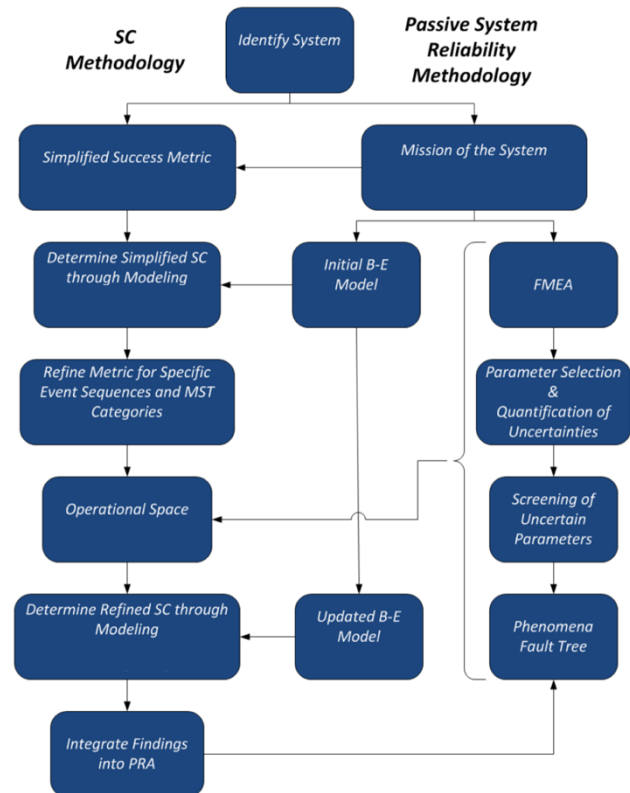 SC
Methodology
Identify System
Passive System
Reliability
Methodology
Simplified Success Metric
Mission of the System
Determine Simplified SC
through Modeling
Initial B-E
Model
FMEA
Refine Metric for Specific
Event Sequences and MST
Categories
Parameter Selection
&
Quantification of
Uncertainties
Operational Space
Screening of
Uncertain
Parameters
Determine Refined SC through
Modeling
Updated B-E
Model
Phenomena
Fault Tree
Integrate Findings
into PRA